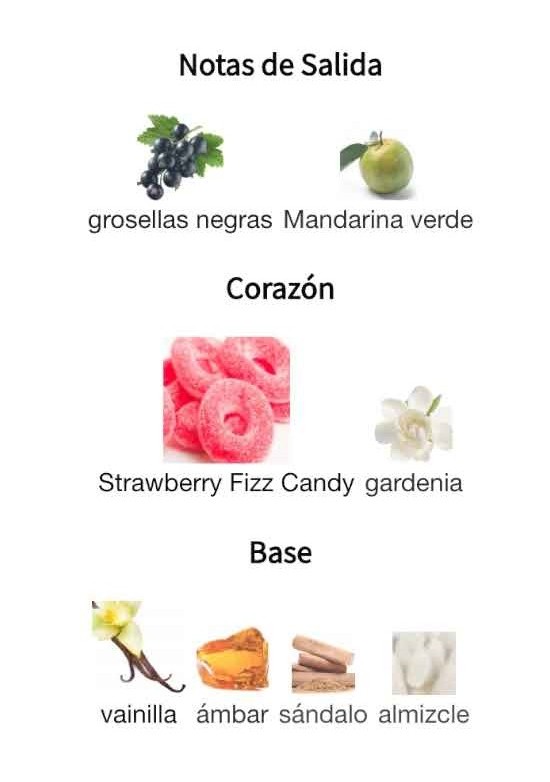 Notas de Salida
grosellas negras Mandarina verde
Corazón
Strawberry Fizz Candy gardenia
Base
vainilla ámbar sándalo almizcle